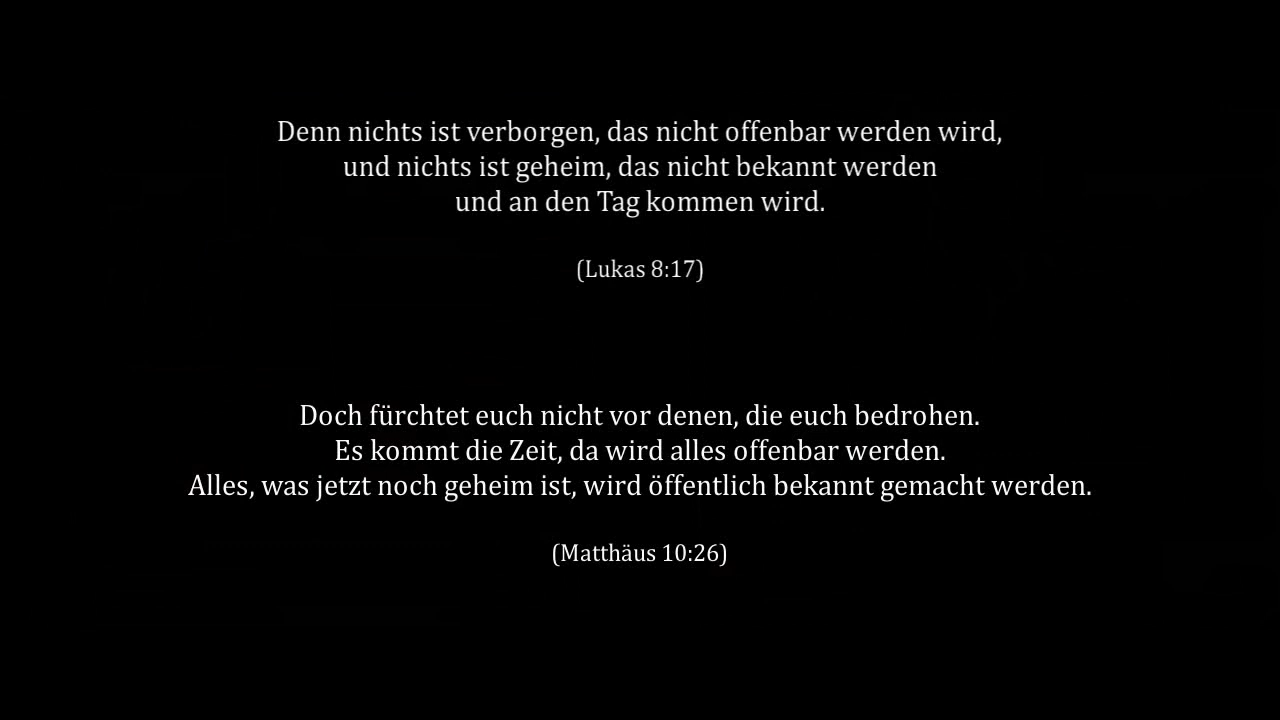 Denn nichts ist verborgen, das nicht offenbar werden wird,
und nichts ist geheim, das nicht bekannt werden
und an den Tag kommen wird.
(Lukas 8:17)
Doch fürchtet euch nicht vor denen, die euch bedrohen.
Es kommt die Zeit, da wird alles offenbar werden.
Alles, was jetzt noch geheim ist, wird öffentlich bekannt gemacht werden.
(Matthäus 10:26)